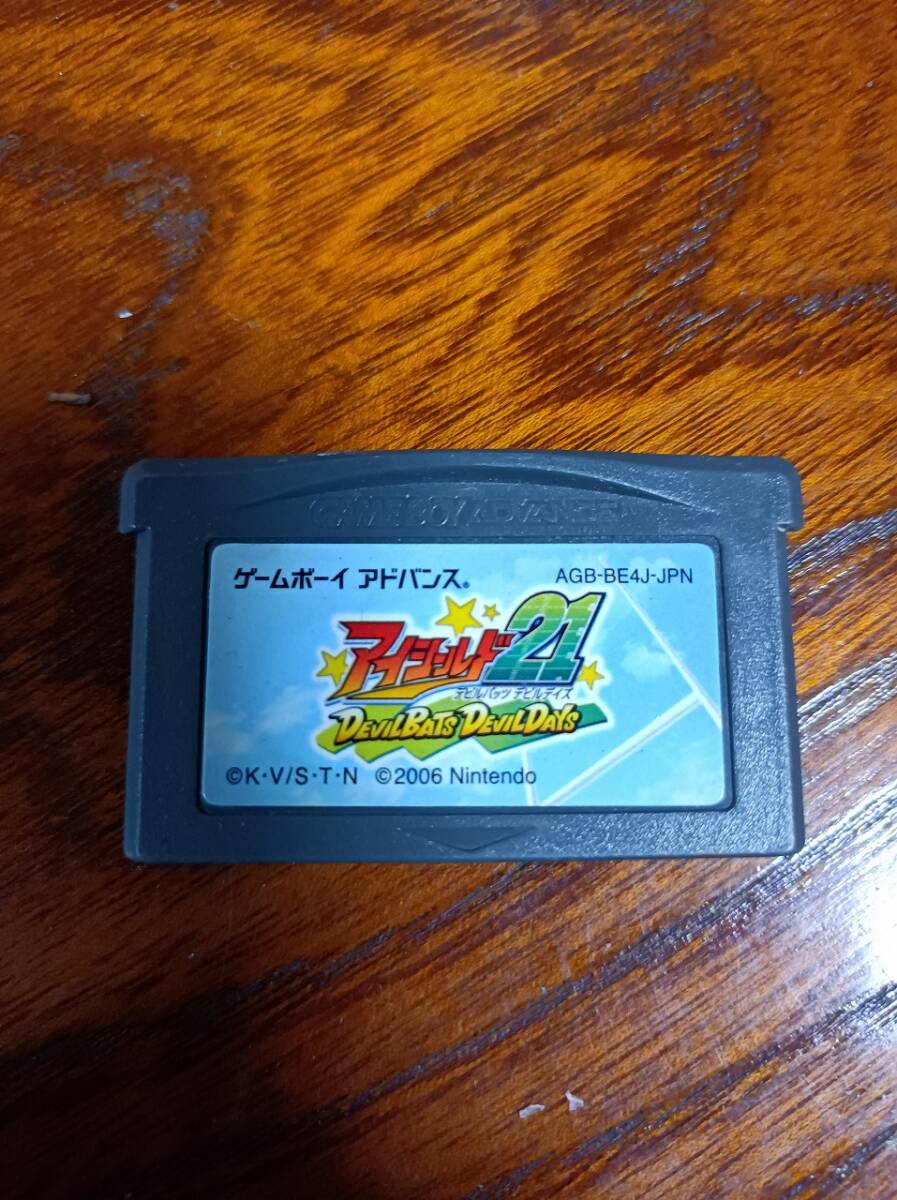 GAME BOY ADVANCE
ゲームボーイ アドバンス® AGB-BE4J-JPN
アイシールド21
デビルバッツ デビルデイズ
DEVILBATS DEVILDAYS
©K・V/S・T・N ©2006 Nintendo